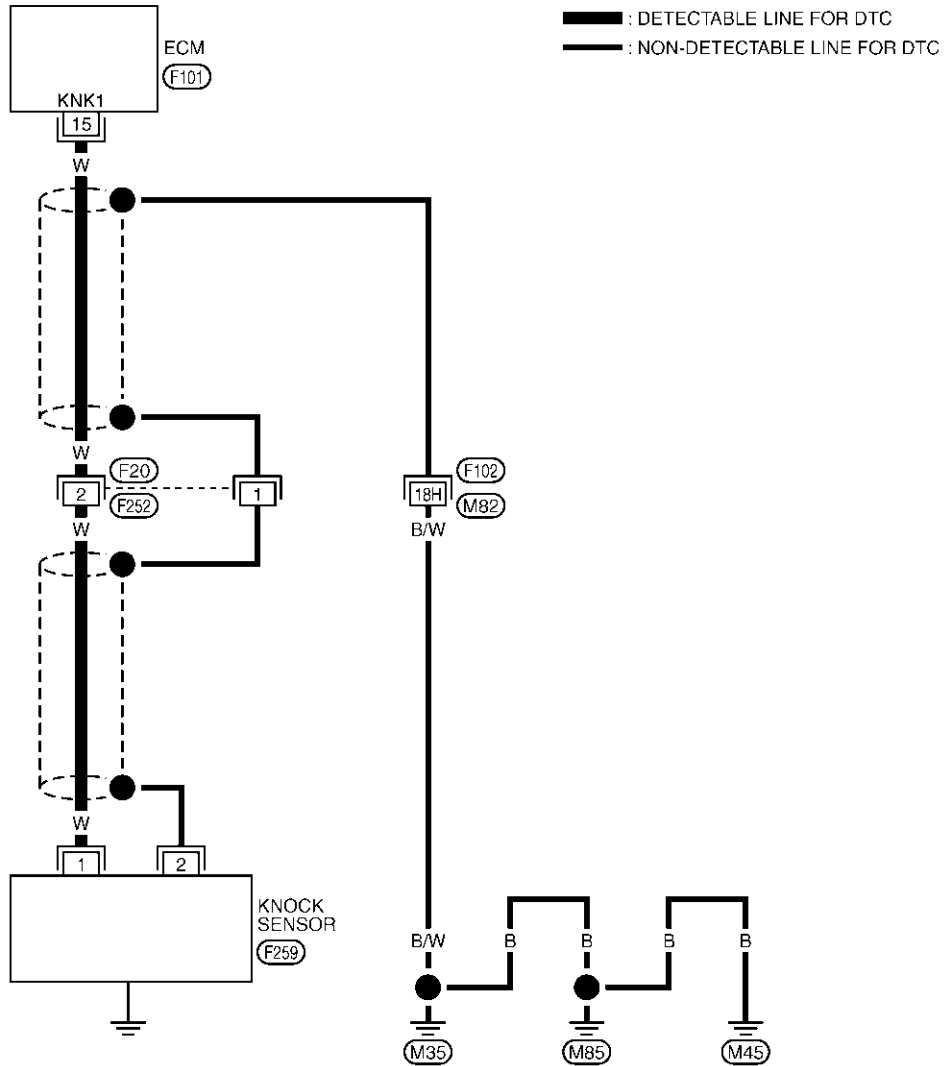 : DETECTABLE LINE FOR DTC
: NON-DETECTABLE LINE FOR DTC
ECM
F101
KNK1
15
W
W
F20
F102
2
1
18H
F252
M82
W
B/W
W
1
2
KNOCK
SENSOR
F259
B/W
B
B
B
B
M35
M85
M45